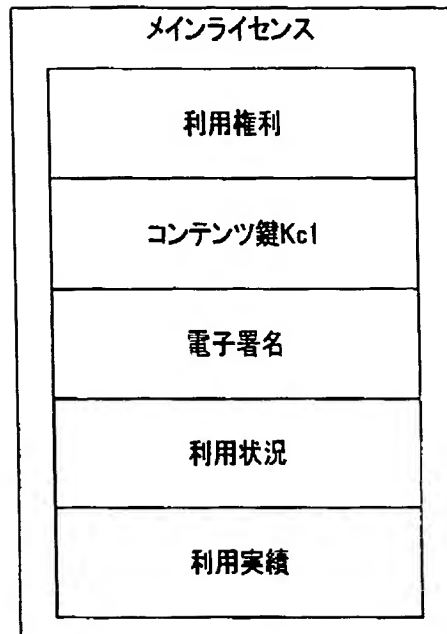 メインライセンス
利用権利
コンテンツ鍵Kc1
電子署名
利用状況
利用実績